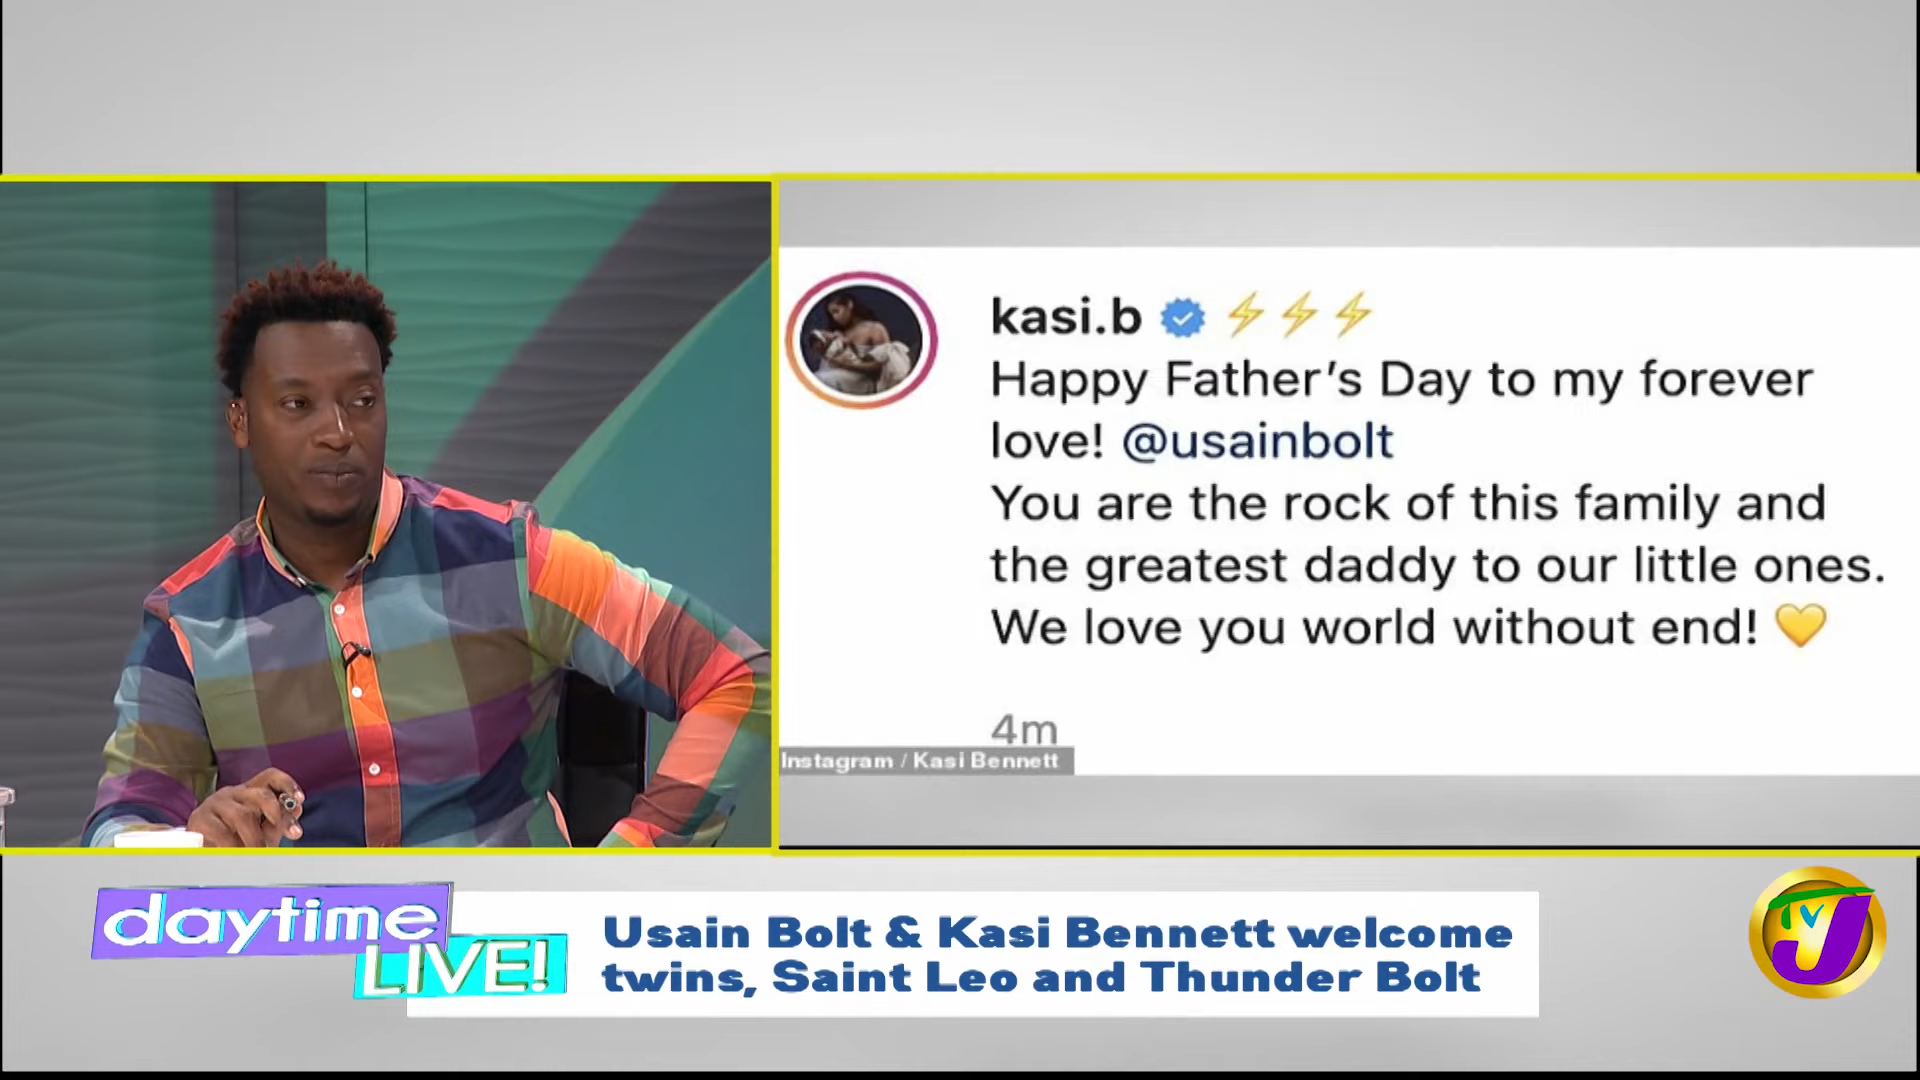 kasi.b ⚡⚡⚡
Happy Father's Day to my forever
love! @usainbolt
You are the rock of this family and
the greatest daddy to our little ones.
We love you world without end! 💛
4m
Instagram / Kasi Bennett
daytime
LIVE!
Usain Bolt & Kasi Bennett welcome
twins, Saint Leo and Thunder Bolt
TVJ